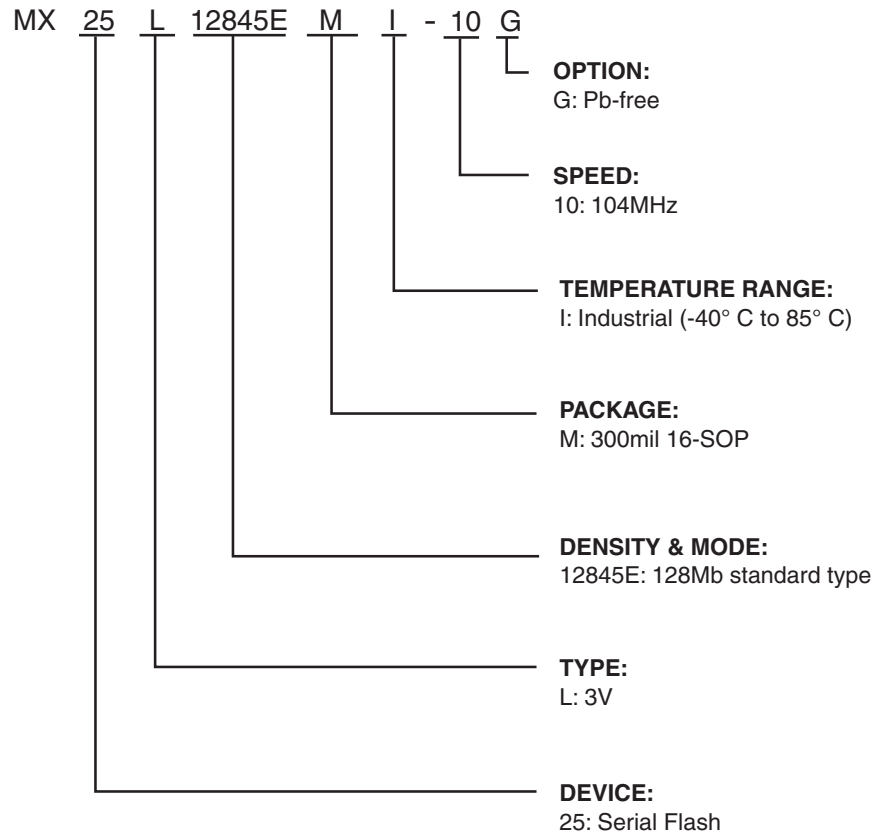 MX 25 L 12845E M I - 10 G
OPTION:
G: Pb-free
SPEED:
10: 104MHz
TEMPERATURE RANGE:
I: Industrial (-40° C to 85° C)
PACKAGE:
M: 300mil 16-SOP
DENSITY & MODE:
12845E: 128Mb standard type
TYPE:
L: 3V
DEVICE:
25: Serial Flash